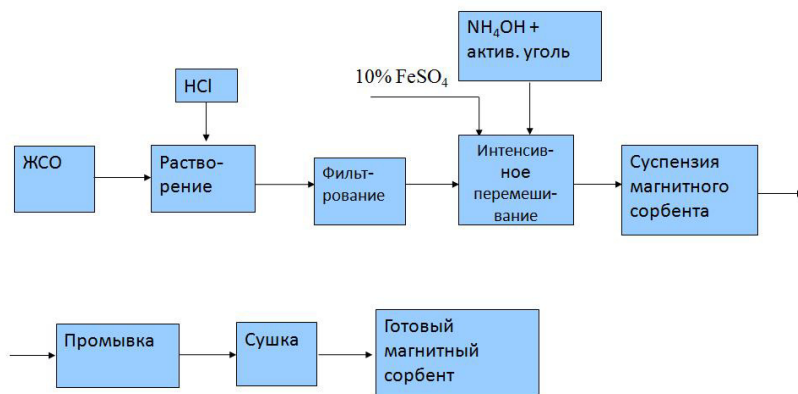 NH₄OH +
актив. уголь
10% FeSO₄
HCl
ЖСО
Раство-
рение
Фильт-
рование
Интенсив-
ное
перемеши-
вание
Суспензия
магнитного
сорбента
Промывка
Сушка
Готовый
магнитный
сорбент